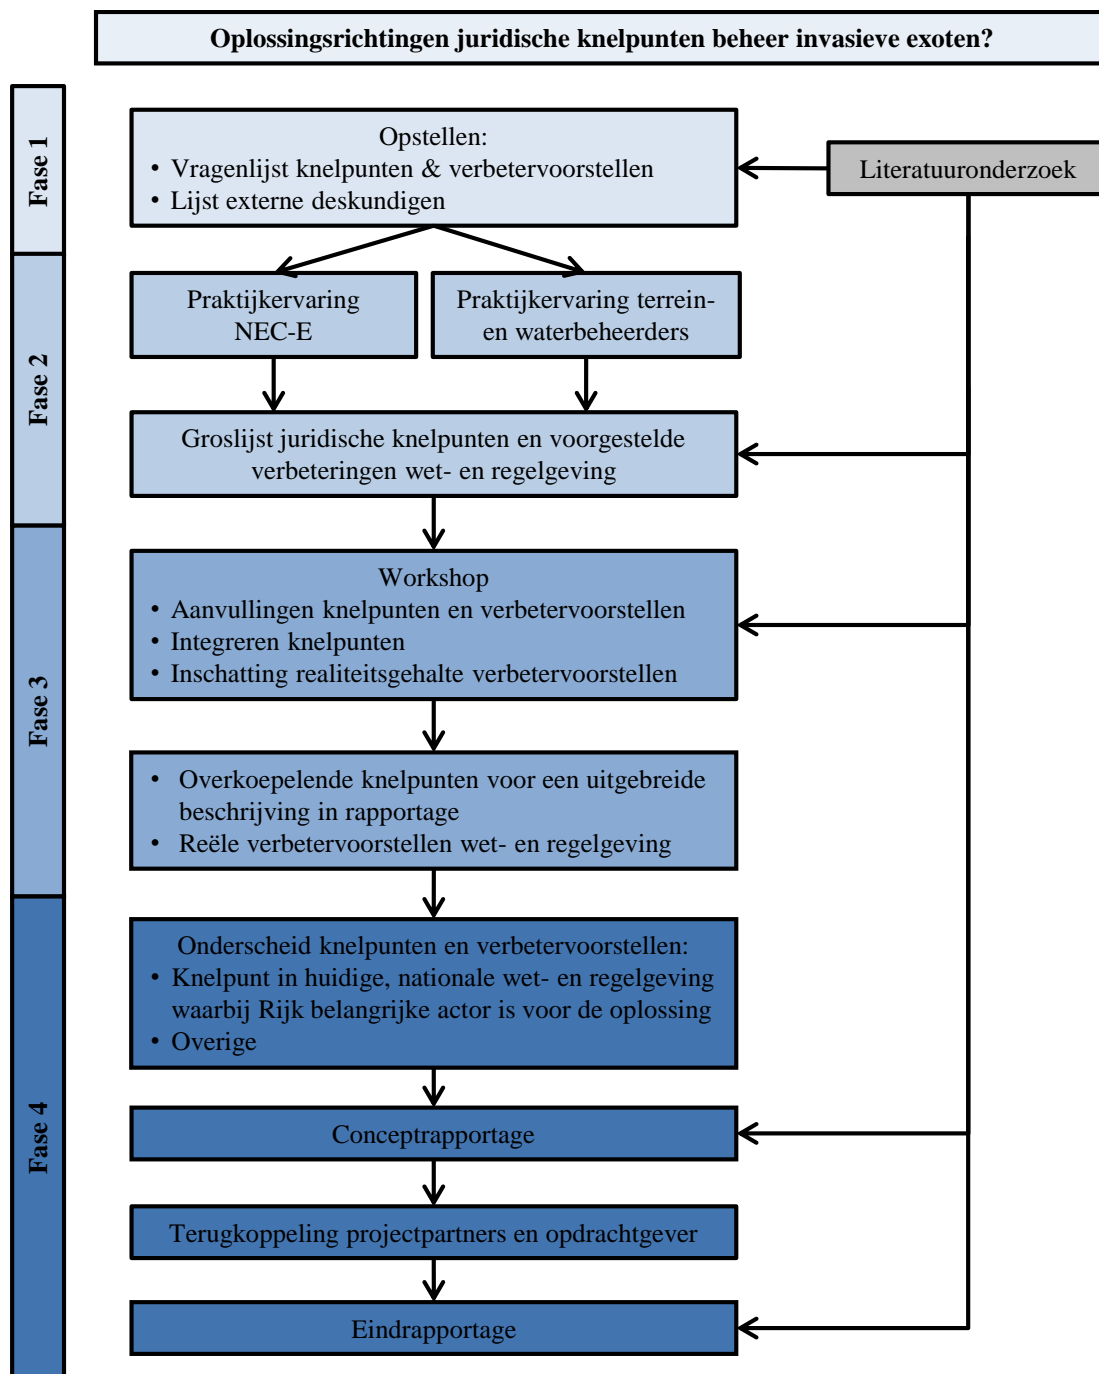 Oplossingsrichtingen juridische knelpunten beheer invasieve exoten?
Fase 1
Opstellen:
• Vragenlijst knelpunten & verbetervoorstellen
• Lijst externe deskundigen
Literatuuronderzoek
Fase 2
Praktijkervaring
NEC-E
Praktijkervaring terrein-
en waterbeheerders
Groslijst juridische knelpunten en voorgestelde
verbeteringen wet- en regelgeving
Fase 3
Workshop
• Aanvullingen knelpunten en verbetervoorstellen
• Integreren knelpunten
• Inschatting realiteitsgehalte verbetervoorstellen
• Overkoepelende knelpunten voor een uitgebreide
beschrijving in rapportage
• Reële verbetervoorstellen wet- en regelgeving
Fase 4
Onderscheid knelpunten en verbetervoorstellen:
• Knelpunt in huidige, nationale wet- en regelgeving
waarbij Rijk belangrijke actor is voor de oplossing
• Overige
Conceptrapportage
Terugkoppeling projectpartners en opdrachtgever
Eindrapportage